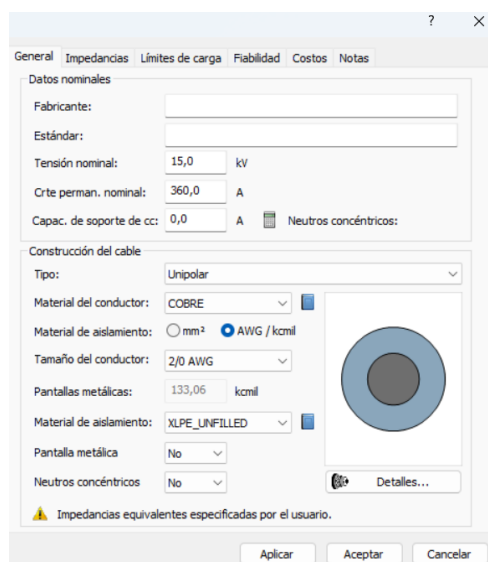 ?
General Impedancias Límites de carga Fiabilidad Costos Notas
Datos nominales
Fabricante:
Estándar:
Tensión nominal: 15,0 kV
Crte perman. nominal: 360,0 A
Capac. de soporte de cc: 0,0 A Neutros concéntricos:
Construcción del cable
Tipo: Unipolar
Material del conductor: COBRE
Material de aislamiento: mm² AWG / kcmil
Tamaño del conductor: 2/0 AWG
Pantallas metálicas: 133,06 kcmil
Material de aislamiento: XLPE_UNFILLED
Pantalla metálica No
Neutros concéntricos No Detalles...
Impedancias equivalentes especificadas por el usuario.
Aplicar Aceptar Cancelar